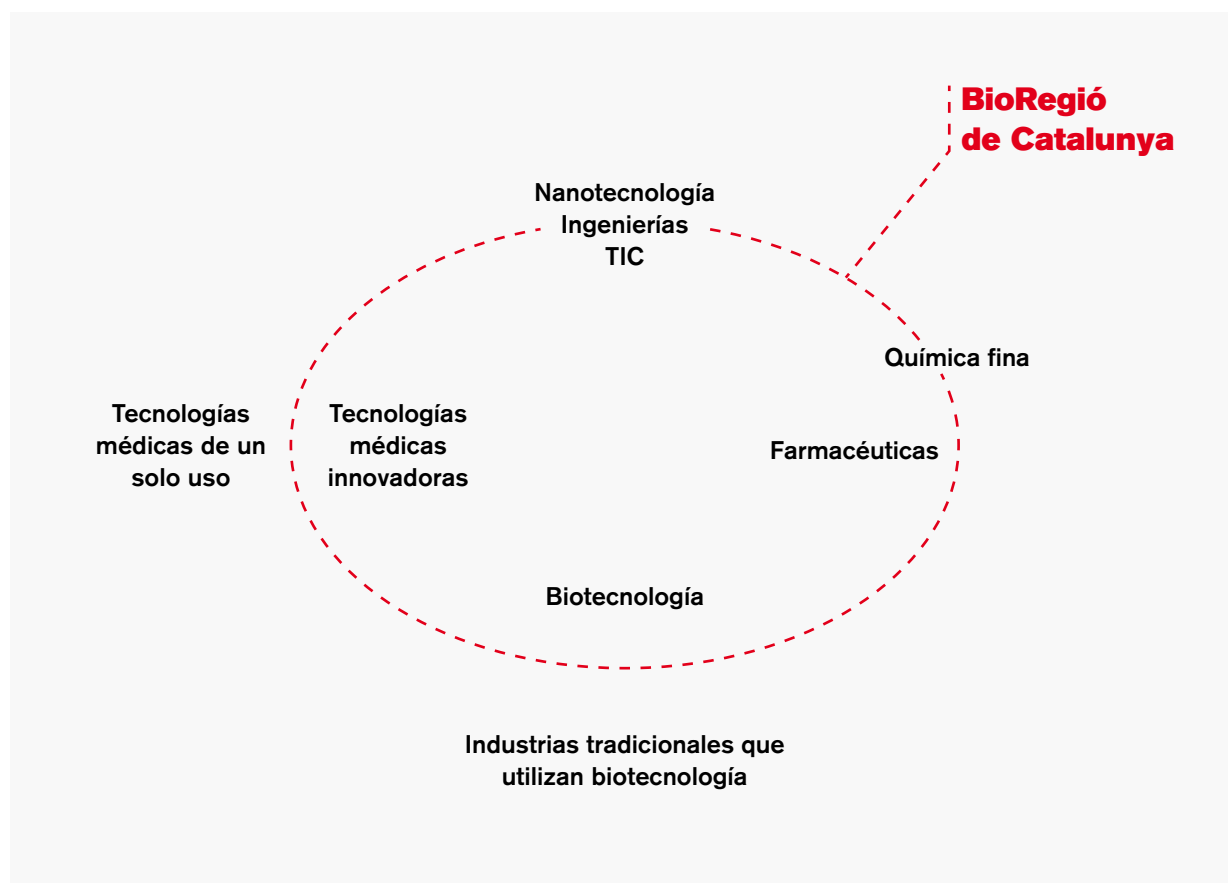 BioRegió
de Catalunya
Nanotecnología
Ingenierías
TIC
Química fina
Tecnologías
médicas de un
solo uso
Tecnologías
médicas
innovadoras
Farmacéuticas
Biotecnología
Industrias tradicionales que
utilizan biotecnología